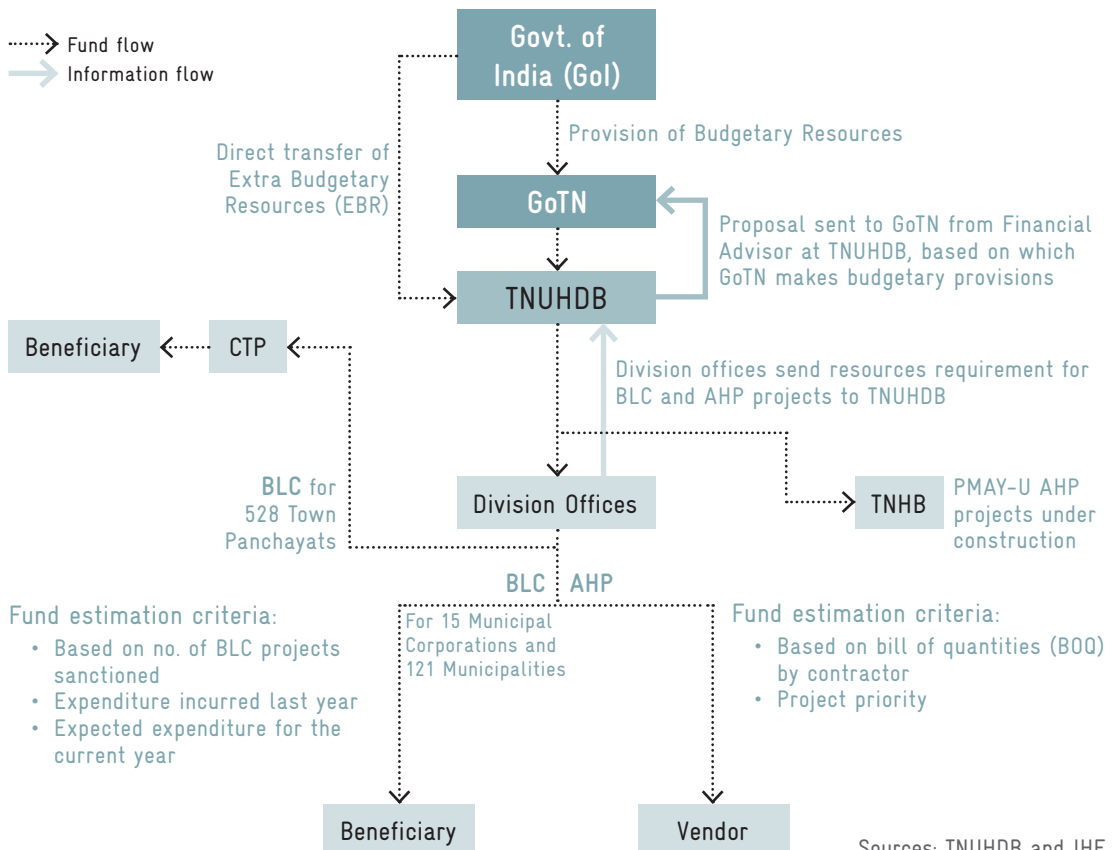 Fund flow
Information flow
Govt. of
India (GoI)
Provision of Budgetary Resources
Direct transfer of
Extra Budgetary
Resources (EBR)
GoTN
Proposal sent to GoTN from Financial
Advisor at TNUHDB, based on which
GoTN makes budgetary provisions
TNUHDB
Beneficiary
CTP
Division offices send resources requirement for
BLC and AHP projects to TNUHDB
BLC for
528 Town
Panchayats
Division Offices
TNHB
PMAY-U AHP
projects under
construction
BLC
AHP
Fund estimation criteria:
• Based on no. of BLC projects
sanctioned
• Expenditure incurred last year
• Expected expenditure for the
current year
For 15 Municipal
Corporations and
121 Municipalities
Fund estimation criteria:
• Based on bill of quantities (BOQ)
by contractor
• Project priority
Beneficiary
Vendor
Sources: TNUHDB and